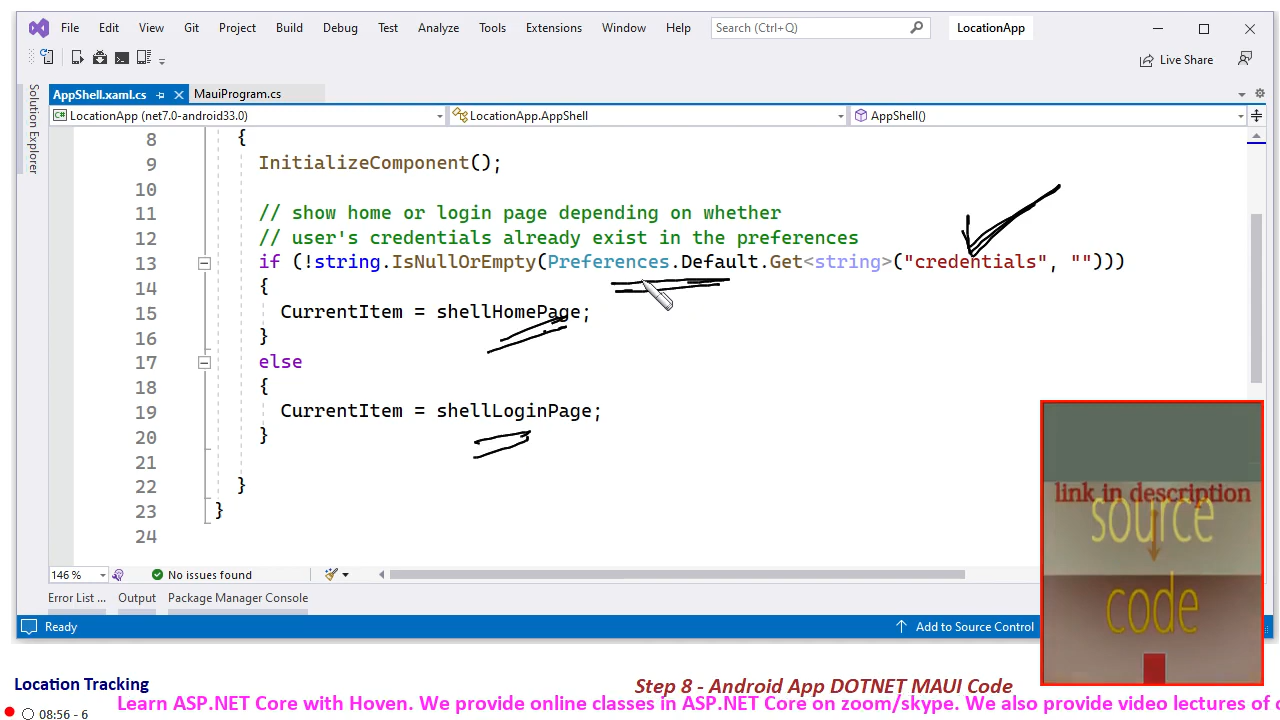 File Edit View Git Project Build Debug Test Analyze Tools Extensions Window Help Search (Ctrl+Q) LocationApp
Live Share
Solution Explorer
AppShell.xaml.cs MauiProgram.cs
LocationApp (net7.0-android33.0) LocationApp.AppShell AppShell()
8 {
9 InitializeComponent();
10
11 // show home or login page depending on whether
12 // user's credentials already exist in the preferences
13 if (!string.IsNullOrEmpty(Preferences.Default.Get<string>("credentials", "")))
14 {
15 CurrentItem = shellHomePage;
16 }
17 else
18 {
19 CurrentItem = shellLoginPage;
20 }
21
22 }
23 }
24
link in description
source
code
146 % No issues found
Error List ... Output Package Manager Console
Ready Add to Source Control
Location Tracking
Step 8 - Android App DOTNET MAUI Code
Learn ASP.NET Core with Hoven. We provide online classes in ASP.NET Core on zoom/skype. We also provide video lectures of
08:56 - 6